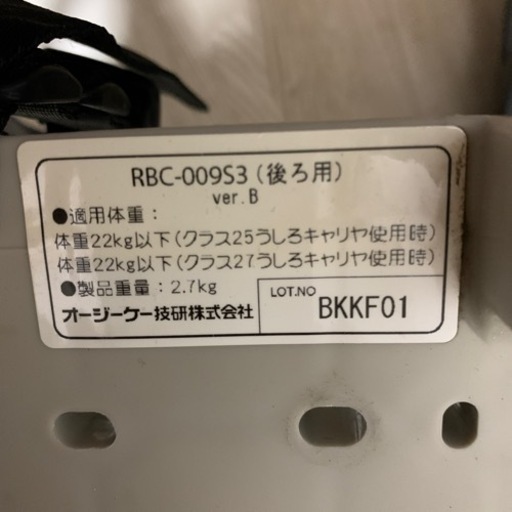 RBC-009S3(後ろ用)
ver.B
●適用体重:
体重22kg以下(クラス25うしろキャリヤ使用時)
体重22kg以下(クラス27うしろキャリヤ使用時)
●製品重量:2.7kg
オージーケー技研株式会社
LOT.NO
BKKF01